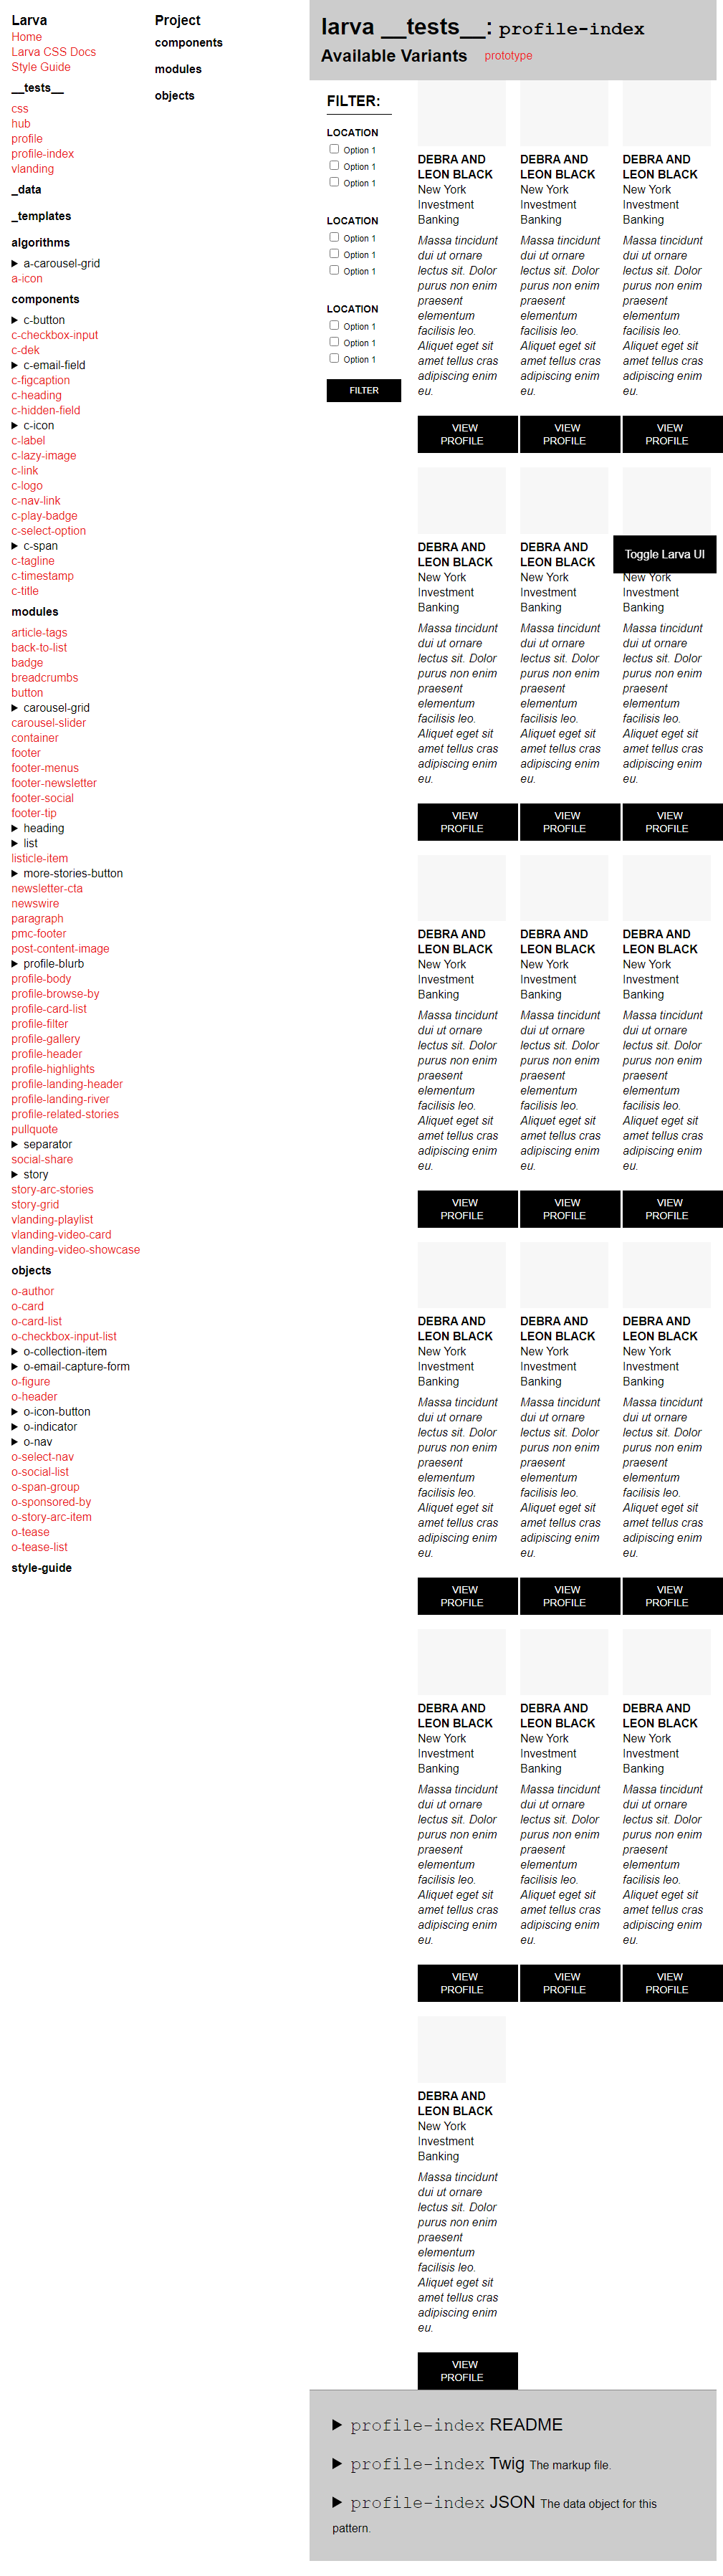 Larva
Home
Larva CSS Docs
Style Guide
__tests__
css
hub
profile
profile-index
vlanding
_data
_templates
algorithms
a-carousel-grid
a-icon
components
c-button
c-checkbox-input
c-dek
c-email-field
c-figcaption
c-heading
c-hidden-field
c-icon
c-label
c-lazy-image
c-link
c-logo
c-nav-link
c-play-badge
c-select-option
c-span
c-tagline
c-timestamp
c-title
modules
article-tags
back-to-list
badge
breadcrumbs
button
carousel-grid
carousel-slider
container
footer
footer-menus
footer-newsletter
footer-social
footer-tip
heading
list
listicle-item
more-stories-button
newsletter-cta
newswire
paragraph
pmc-footer
post-content-image
profile-blurb
profile-body
profile-browse-by
profile-card-list
profile-filter
profile-gallery
profile-header
profile-highlights
profile-landing-header
profile-landing-river
profile-related-stories
pullquote
separator
social-share
story
story-arc-stories
story-grid
vlanding-playlist
vlanding-video-card
vlanding-video-showcase
objects
o-author
o-card
o-card-list
o-checkbox-input-list
o-collection-item
o-email-capture-form
o-figure
o-header
o-icon-button
o-indicator
o-nav
o-select-nav
o-social-list
o-span-group
o-sponsored-by
o-story-arc-item
o-tease
o-tease-list
style-guide
Project
components
modules
objects
larva __tests__: profile-index
Available Variants prototype
FILTER:
LOCATION
Option 1
Option 1
Option 1
LOCATION
Option 1
Option 1
Option 1
LOCATION
Option 1
Option 1
Option 1
FILTER
DEBRA AND
LEON BLACK
New York
Investment
Banking
Massa tincidunt
dui ut ornare
lectus sit. Dolor
purus non enim
praesent
elementum
facilisis leo.
Aliquet eget sit
amet tellus cras
adipiscing enim
eu.
VIEW
PROFILE
DEBRA AND
LEON BLACK
New York
Investment
Banking
Massa tincidunt
dui ut ornare
lectus sit. Dolor
purus non enim
praesent
elementum
facilisis leo.
Aliquet eget sit
amet tellus cras
adipiscing enim
eu.
VIEW
PROFILE
DEBRA AND
LEON BLACK
New York
Investment
Banking
Massa tincidunt
dui ut ornare
lectus sit. Dolor
purus non enim
praesent
elementum
facilisis leo.
Aliquet eget sit
amet tellus cras
adipiscing enim
eu.
VIEW
PROFILE
DEBRA AND
LEON BLACK
New York
Investment
Banking
Massa tincidunt
dui ut ornare
lectus sit. Dolor
purus non enim
praesent
elementum
facilisis leo.
Aliquet eget sit
amet tellus cras
adipiscing enim
eu.
VIEW
PROFILE
DEBRA AND
LEON BLACK
New York
Investment
Banking
Massa tincidunt
dui ut ornare
lectus sit. Dolor
purus non enim
praesent
elementum
facilisis leo.
Aliquet eget sit
amet tellus cras
adipiscing enim
eu.
VIEW
PROFILE
Toggle Larva UI
New York
Investment
Banking
Massa tincidunt
dui ut ornare
lectus sit. Dolor
purus non enim
praesent
elementum
facilisis leo.
Aliquet eget sit
amet tellus cras
adipiscing enim
eu.
VIEW
PROFILE
DEBRA AND
LEON BLACK
New York
Investment
Banking
Massa tincidunt
dui ut ornare
lectus sit. Dolor
purus non enim
praesent
elementum
facilisis leo.
Aliquet eget sit
amet tellus cras
adipiscing enim
eu.
VIEW
PROFILE
DEBRA AND
LEON BLACK
New York
Investment
Banking
Massa tincidunt
dui ut ornare
lectus sit. Dolor
purus non enim
praesent
elementum
facilisis leo.
Aliquet eget sit
amet tellus cras
adipiscing enim
eu.
VIEW
PROFILE
DEBRA AND
LEON BLACK
New York
Investment
Banking
Massa tincidunt
dui ut ornare
lectus sit. Dolor
purus non enim
praesent
elementum
facilisis leo.
Aliquet eget sit
amet tellus cras
adipiscing enim
eu.
VIEW
PROFILE
DEBRA AND
LEON BLACK
New York
Investment
Banking
Massa tincidunt
dui ut ornare
lectus sit. Dolor
purus non enim
praesent
elementum
facilisis leo.
Aliquet eget sit
amet tellus cras
adipiscing enim
eu.
VIEW
PROFILE
DEBRA AND
LEON BLACK
New York
Investment
Banking
Massa tincidunt
dui ut ornare
lectus sit. Dolor
purus non enim
praesent
elementum
facilisis leo.
Aliquet eget sit
amet tellus cras
adipiscing enim
eu.
VIEW
PROFILE
DEBRA AND
LEON BLACK
New York
Investment
Banking
Massa tincidunt
dui ut ornare
lectus sit. Dolor
purus non enim
praesent
elementum
facilisis leo.
Aliquet eget sit
amet tellus cras
adipiscing enim
eu.
VIEW
PROFILE
DEBRA AND
LEON BLACK
New York
Investment
Banking
Massa tincidunt
dui ut ornare
lectus sit. Dolor
purus non enim
praesent
elementum
facilisis leo.
Aliquet eget sit
amet tellus cras
adipiscing enim
eu.
VIEW
PROFILE
DEBRA AND
LEON BLACK
New York
Investment
Banking
Massa tincidunt
dui ut ornare
lectus sit. Dolor
purus non enim
praesent
elementum
facilisis leo.
Aliquet eget sit
amet tellus cras
adipiscing enim
eu.
VIEW
PROFILE
DEBRA AND
LEON BLACK
New York
Investment
Banking
Massa tincidunt
dui ut ornare
lectus sit. Dolor
purus non enim
praesent
elementum
facilisis leo.
Aliquet eget sit
amet tellus cras
adipiscing enim
eu.
VIEW
PROFILE
DEBRA AND
LEON BLACK
New York
Investment
Banking
Massa tincidunt
dui ut ornare
lectus sit. Dolor
purus non enim
praesent
elementum
facilisis leo.
Aliquet eget sit
amet tellus cras
adipiscing enim
eu.
VIEW
PROFILE
profile-index README
profile-index Twig The markup file.
profile-index JSON The data object for this
pattern.